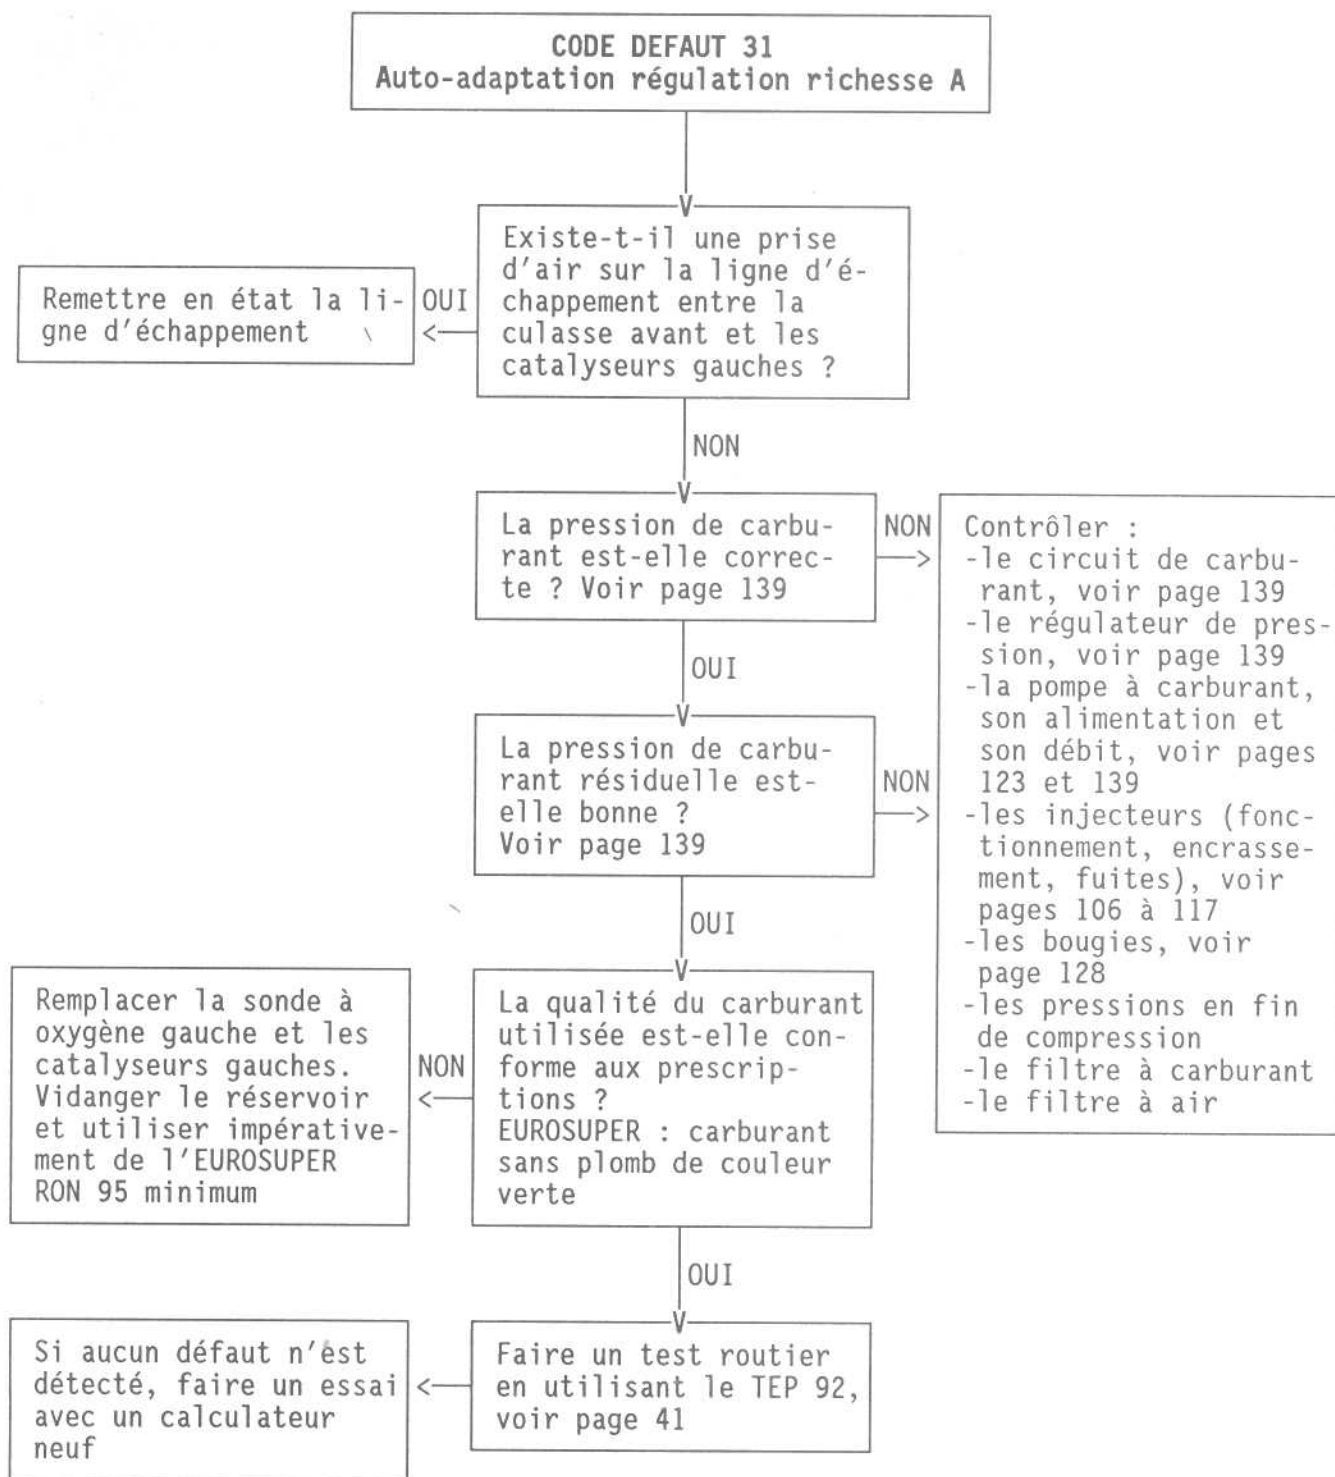 CODE DEFAUT 31
Auto-adaptation régulation richesse A
Existe-t-il une prise
d'air sur la ligne d'é-
chappement entre la
culasse avant et les
catalyseurs gauches ?
OUI
Remettre en état la li-
gne d'échappement
NON
La pression de carbu-
rant est-elle correc-
te ? Voir page 139
NON
Contrôler :
-le circuit de carbu-
rant, voir page 139
-le régulateur de pres-
sion, voir page 139
-la pompe à carburant,
son alimentation et
son débit, voir pages
123 et 139
-les injecteurs (fonc-
tionnement, encrasse-
ment, fuites), voir
pages 106 à 117
-les bougies, voir
page 128
-les pressions en fin
de compression
-le filtre à carburant
-le filtre à air
OUI
La pression de carbu-
rant résiduelle est-
elle bonne ?
Voir page 139
NON
OUI
La qualité du carburant
utilisée est-elle con-
forme aux prescrip-
tions ?
EUROSUPER : carburant
sans plomb de couleur
verte
NON
Remplacer la sonde à
oxygène gauche et les
catalyseurs gauches.
Vidanger le réservoir
et utiliser impérative-
ment de l'EUROSUPER
RON 95 minimum
OUI
Faire un test routier
en utilisant le TEP 92,
voir page 41
Si aucun défaut n'est
détecté, faire un essai
avec un calculateur
neuf